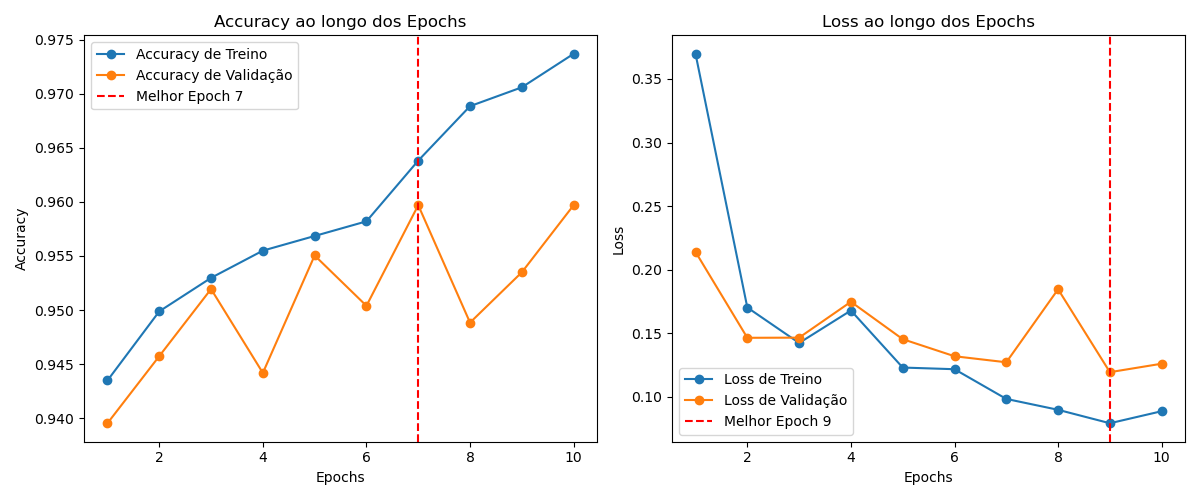 Accuracy ao longo dos Epochs
0.975
0.970
0.965
0.960
0.955
0.950
0.945
0.940
Accuracy
Accuracy de Treino
Accuracy de Validação
Melhor Epoch 7
2
4
6
8
10
Epochs
Loss ao longo dos Epochs
0.35
0.30
0.25
0.20
0.15
0.10
Loss
Loss de Treino
Loss de Validação
Melhor Epoch 9
2
4
6
8
10
Epochs